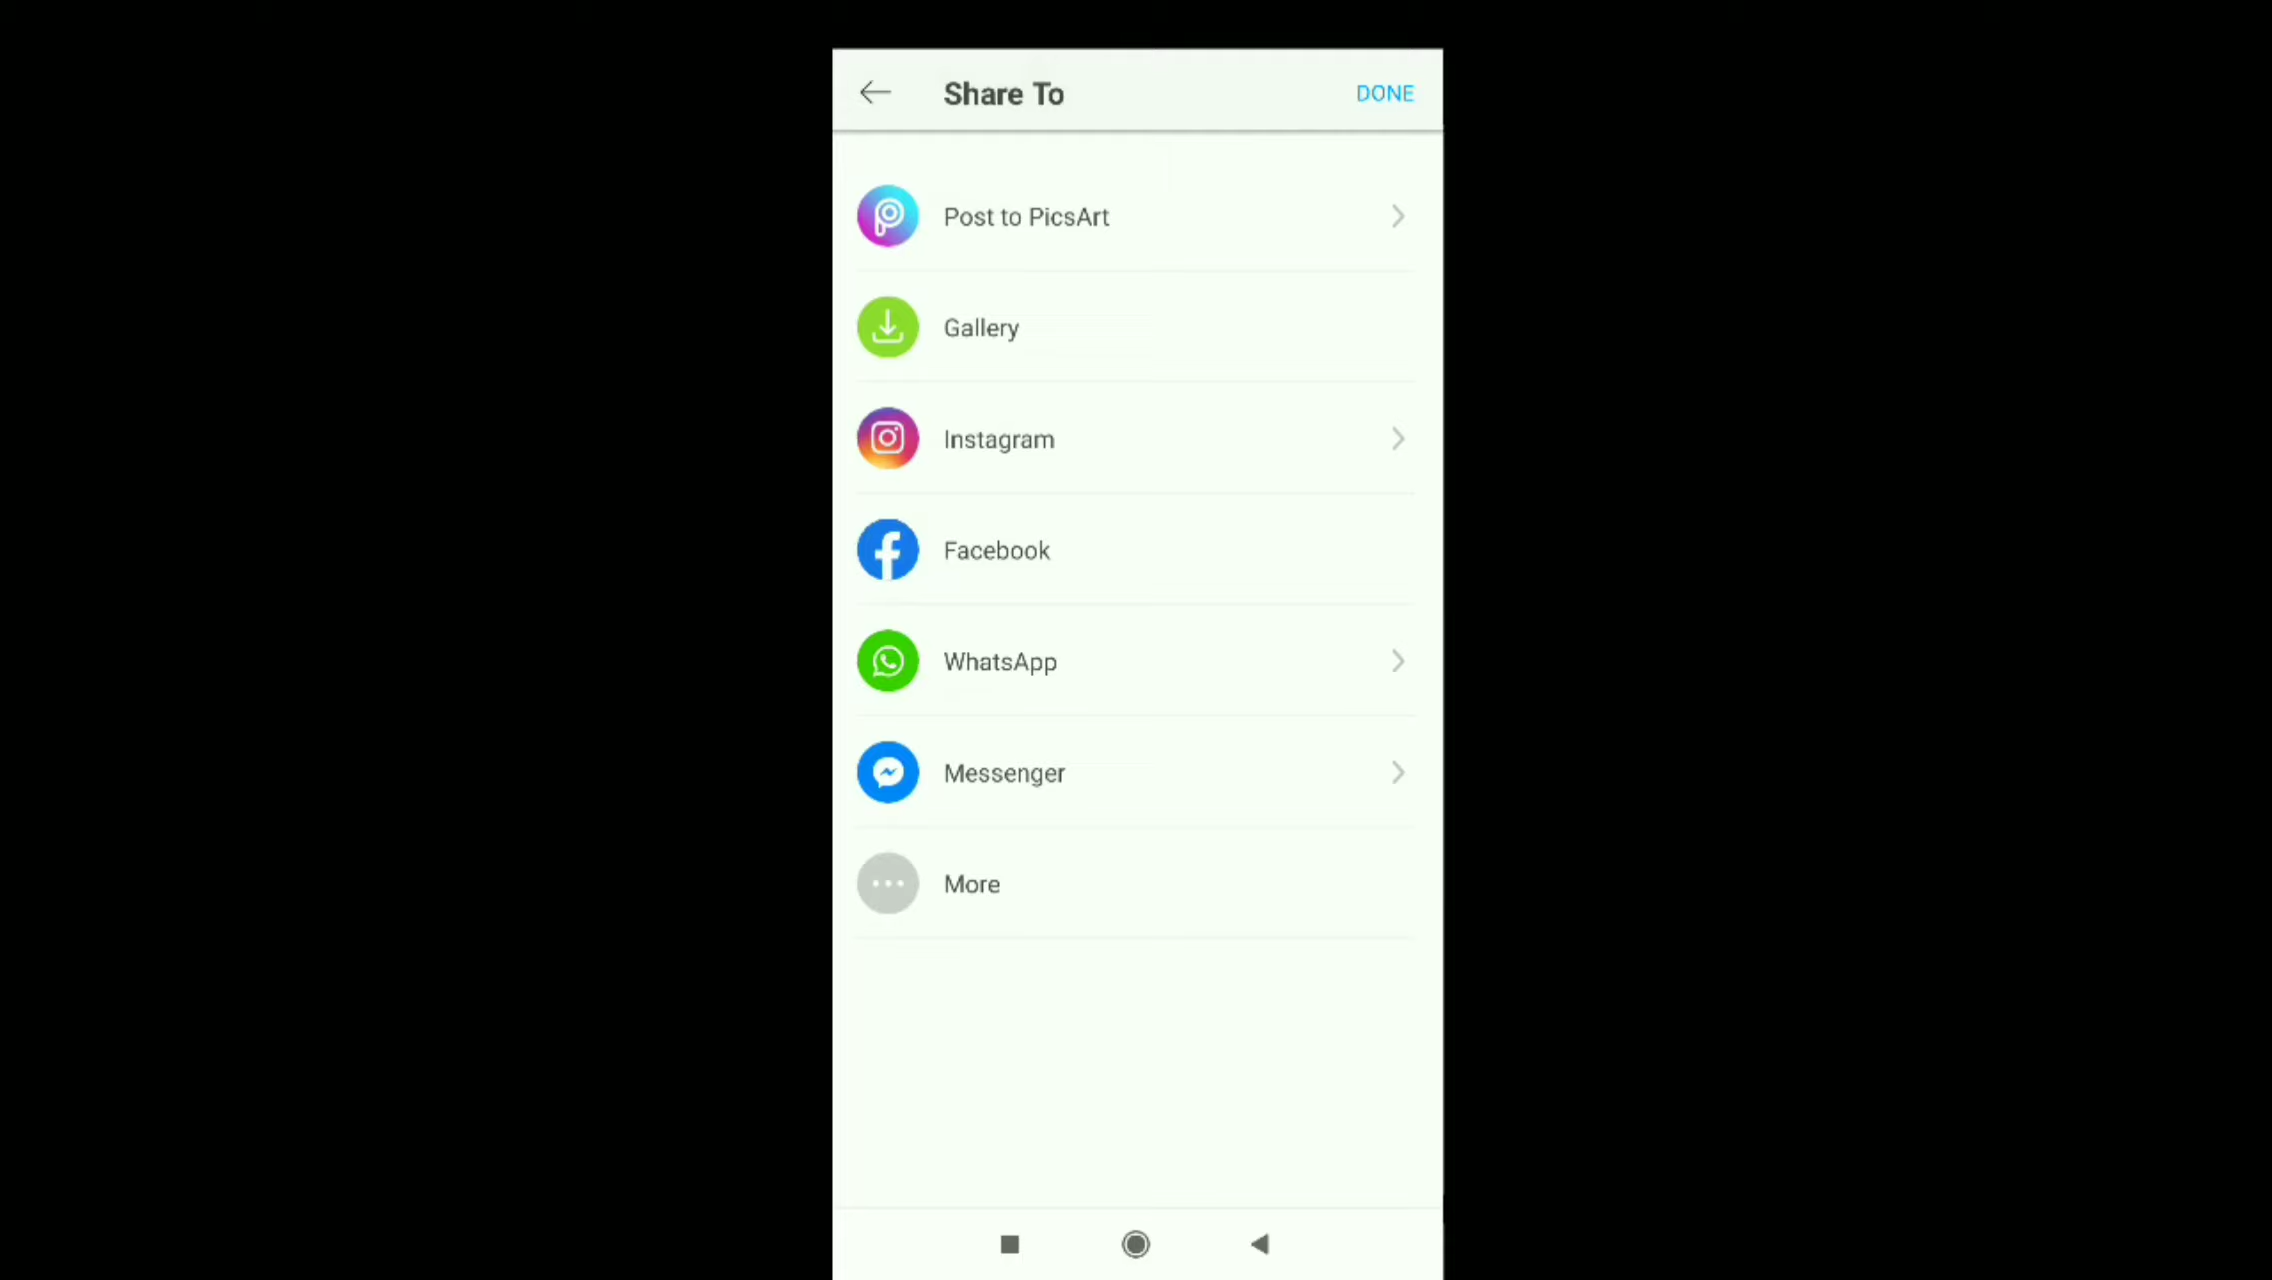 Share To
DONE
Post to PicsArt
Gallery
Instagram
Facebook
WhatsApp
Messenger
More